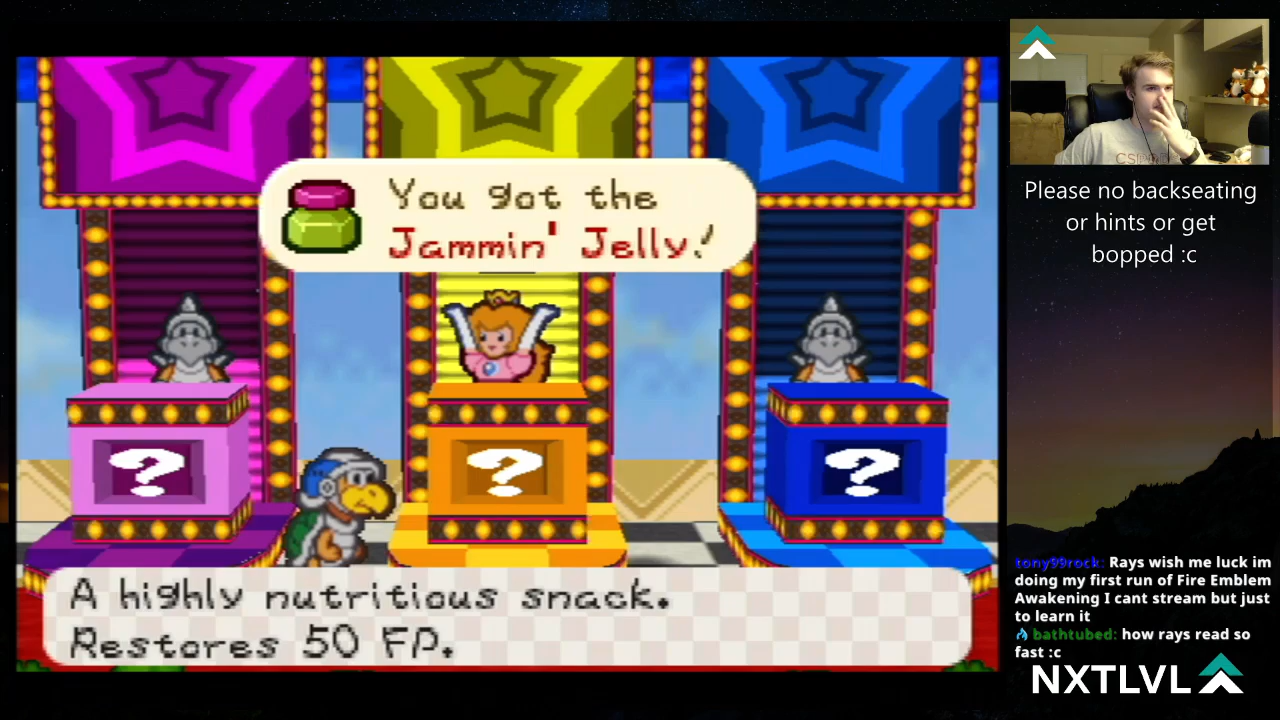 You got the
Jammin' Jelly!
?
?
?
A highly nutritious snack.
Restores 50 FP.
Please no backseating
or hints or get
bopped :c
tony99rock: Rays wish me luck im
doing my first run of Fire Emblem
Awakening I cant stream but just
to learn it
bathtubed: how rays read so
fast :c
NXTLVL